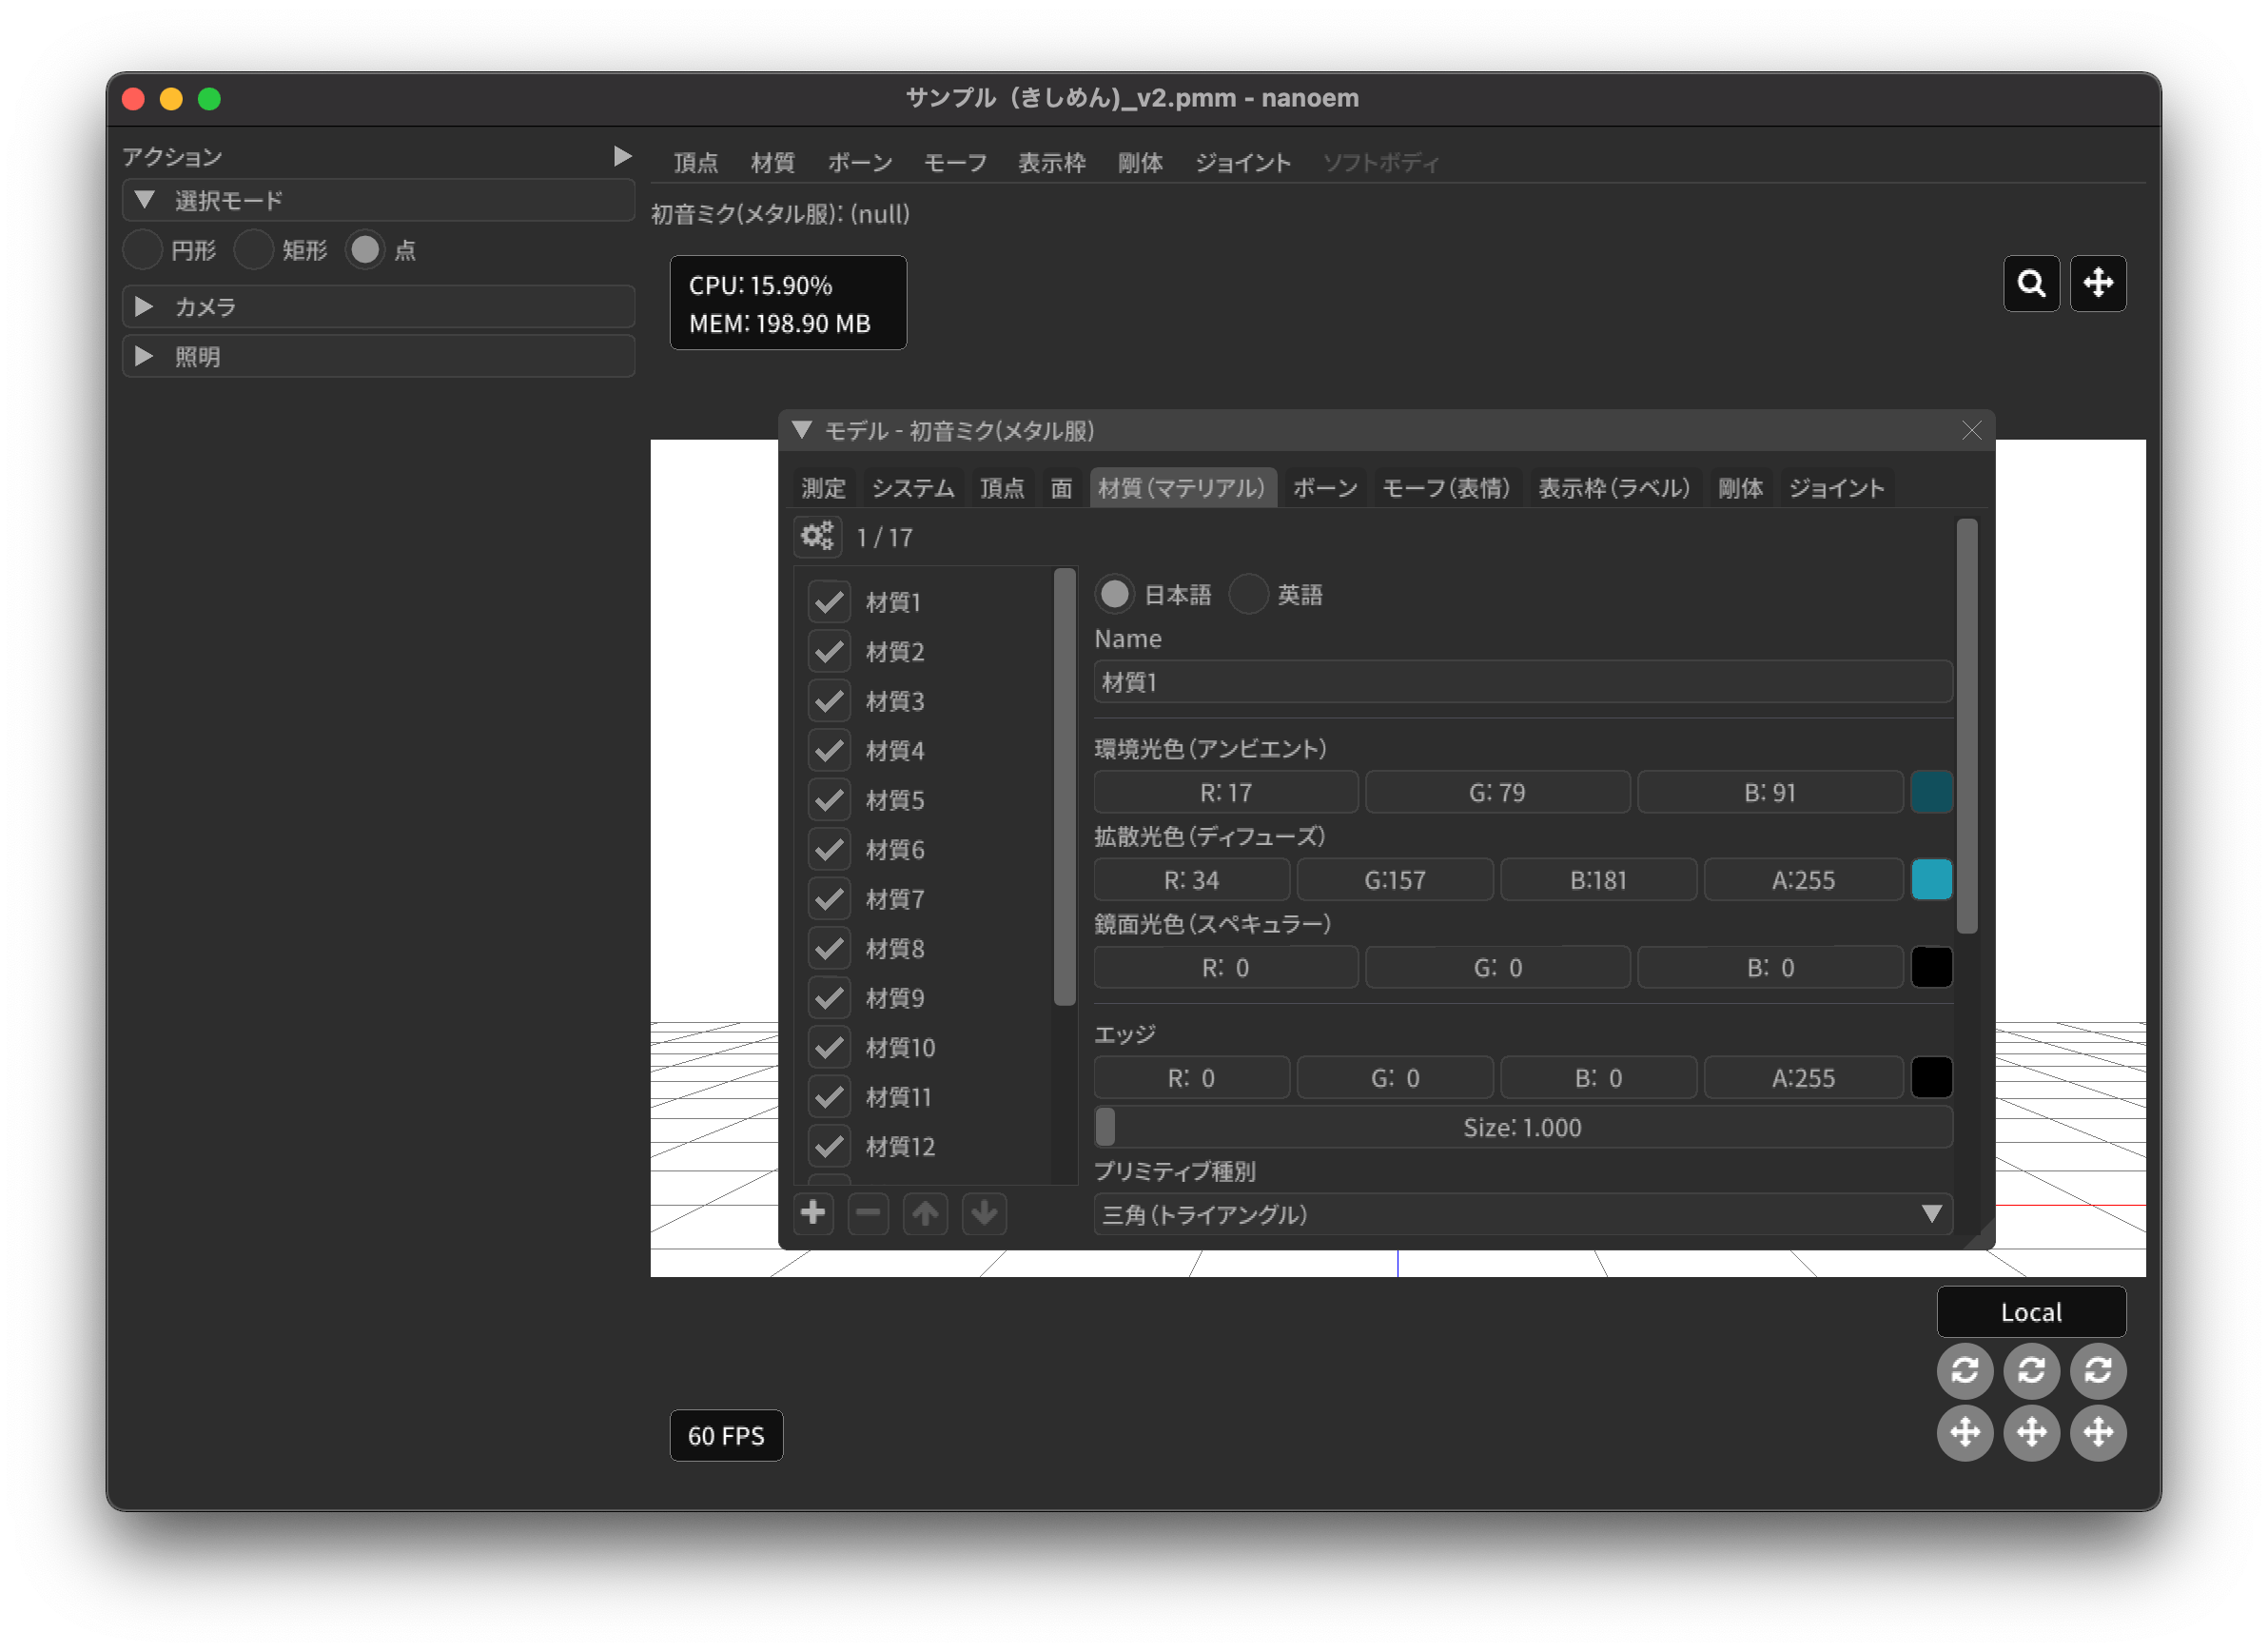 サンプル（きしめん)_v2.pmm - nanoem
アクション
選択モード
円形 矩形 点
カメラ
照明
頂点 材質 ボーン モーフ 表示枠 剛体 ジョイント ソフトボディ
初音ミク(メタル服): (null)
CPU: 15.90%
MEM: 198.90 MB
モデル - 初音ミク(メタル服)
測定 システム 頂点 面 材質（マテリアル） ボーン モーフ（表情） 表示枠（ラベル） 剛体 ジョイント
1 / 17
材質1
材質2
材質3
材質4
材質5
材質6
材質7
材質8
材質9
材質10
材質11
材質12
日本語 英語
Name
材質1
環境光色（アンビエント）
R: 17 G: 79 B: 91
拡散光色（ディフューズ）
R: 34 G:157 B:181 A:255
鏡面光色（スペキュラー）
R: 0 G: 0 B: 0
エッジ
R: 0 G: 0 B: 0 A:255
Size: 1.000
プリミティブ種別
三角（トライアングル）
Local
60 FPS